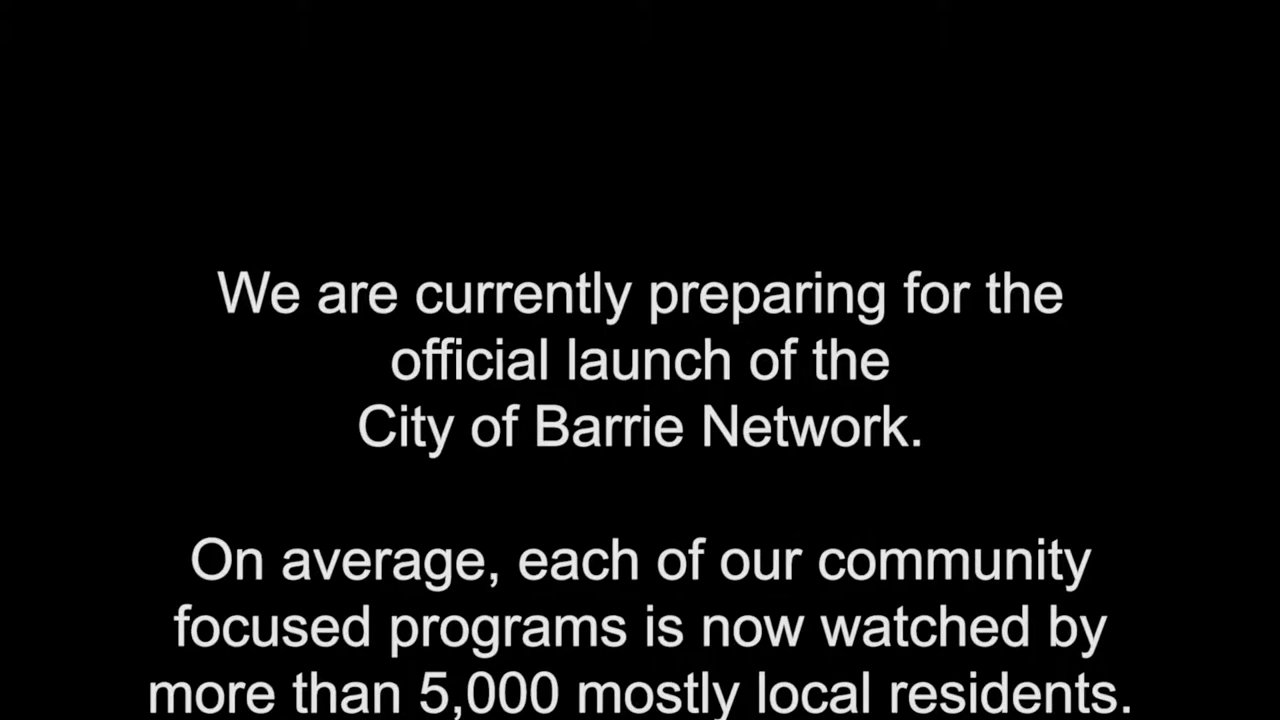 We are currently preparing for the
official launch of the
City of Barrie Network.
On average, each of our community
focused programs is now watched by
more than 5,000 mostly local residents.